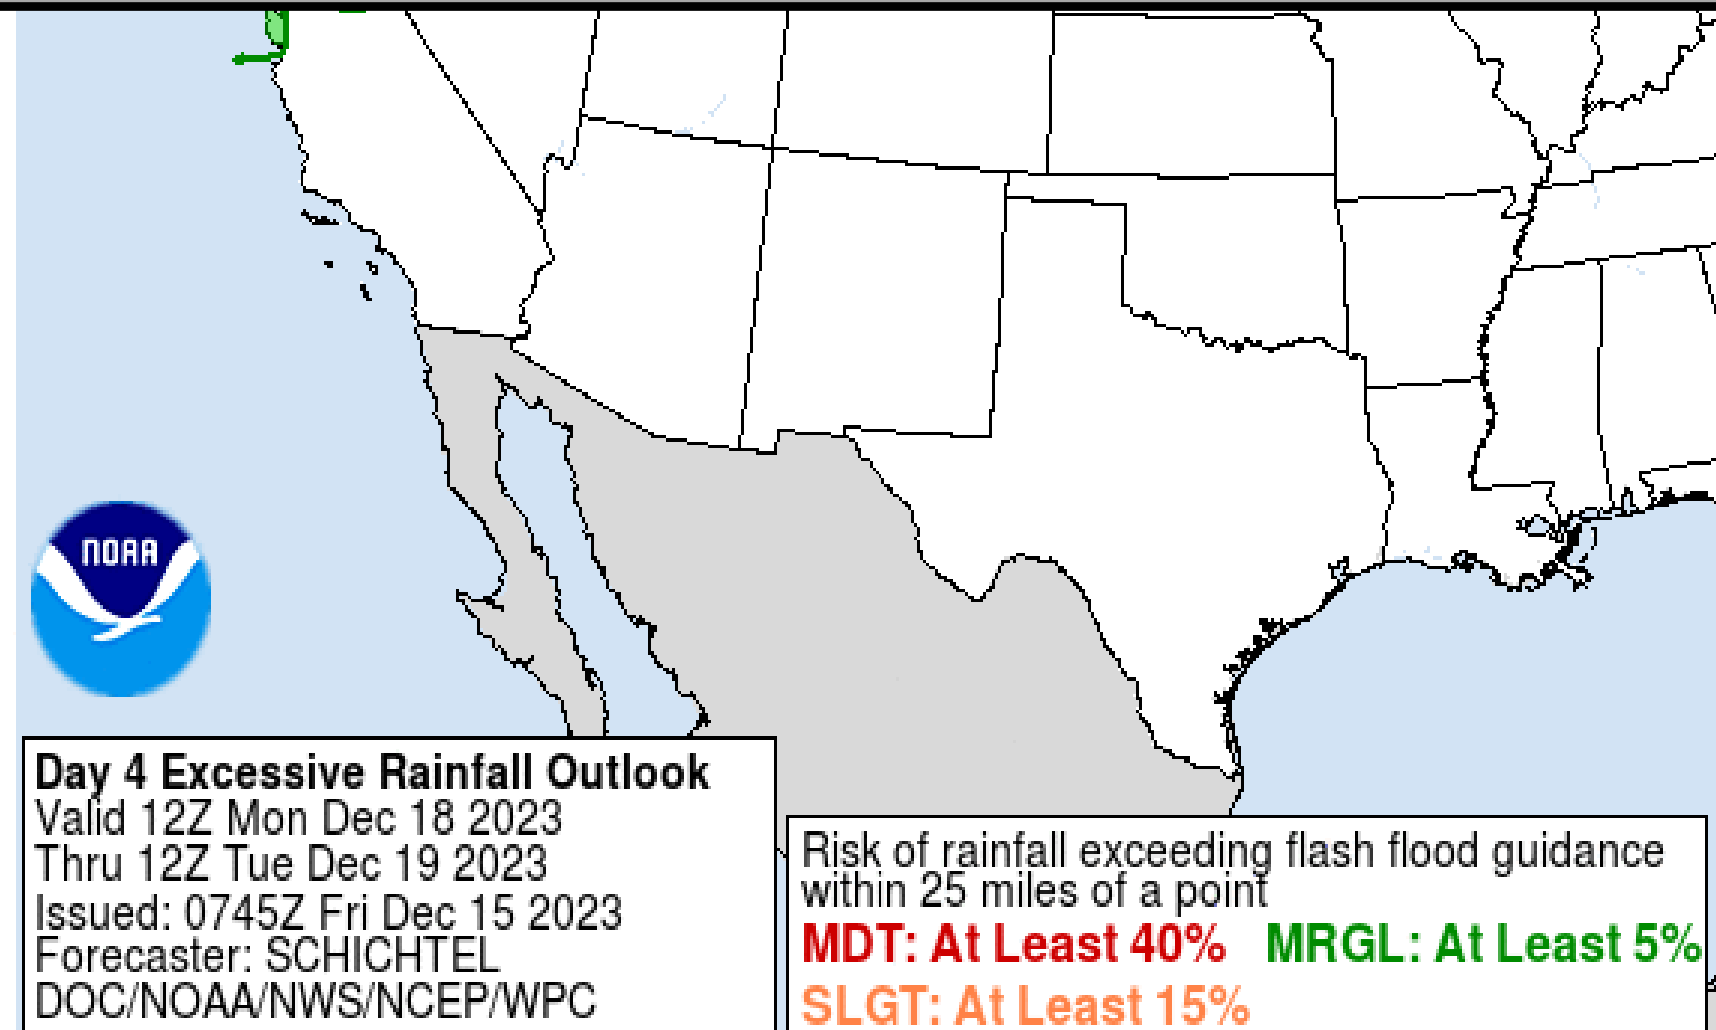 NOAA
Day 4 Excessive Rainfall Outlook
Valid 12Z Mon Dec 18 2023
Thru 12Z Tue Dec 19 2023
Issued: 0745Z Fri Dec 15 2023
Forecaster: SCHICHTEL
DOC/NOAA/NWS/NCEP/WPC
Risk of rainfall exceeding flash flood guidance
within 25 miles of a point
MDT: At Least 40% MRGL: At Least 5%
SLGT: At Least 15%